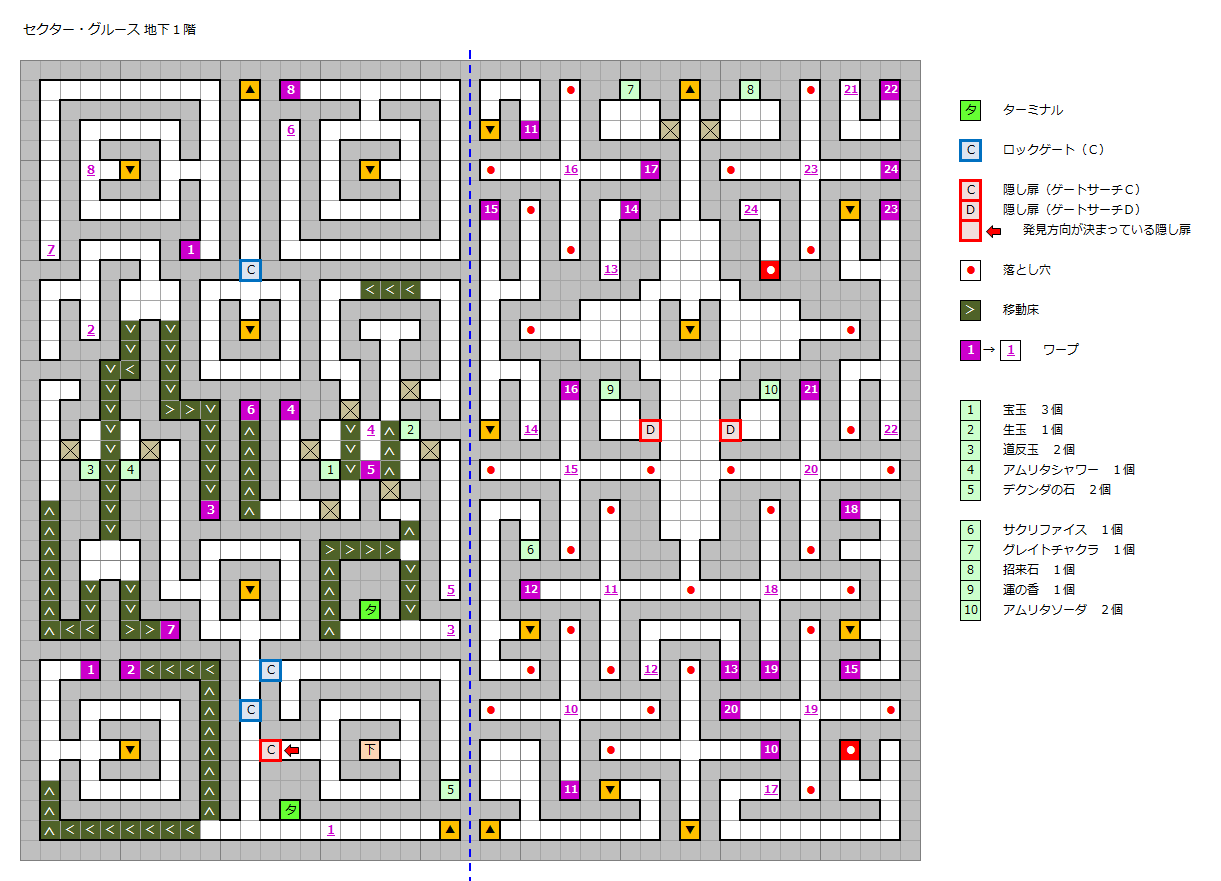 セクター・グルース 地下１階
8 7 8 21 22
6 11
8 16 17 23 24
15 14 24 23
7 1
C 13
< < <
2
<
16 9 10 21
> > 6 4
4 2 14 D D 22
3 4 1 5 15 20
3 18
> > > > 6
5 12 11 18
タ
< < > > 7 3
1 2 < < < < C 12 13 19 15
C 10 20 19
C 下 10
5 11 17
タ
< < < < < < < 1
タ ターミナル
C ロックゲート（Ｃ）
C 隠し扉（ゲートサーチＣ）
D 隠し扉（ゲートサーチＤ）
発見方向が決まっている隠し扉
落とし穴
> 移動床
1 → 1 ワープ
1 宝玉　３個
2 生玉　１個
3 道反玉　２個
4 アムリタシャワー　１個
5 デクンダの石　２個
6 サクリファイス　１個
7 グレイトチャクラ　１個
8 招来石　１個
9 運の香　１個
10 アムリタソーダ　２個